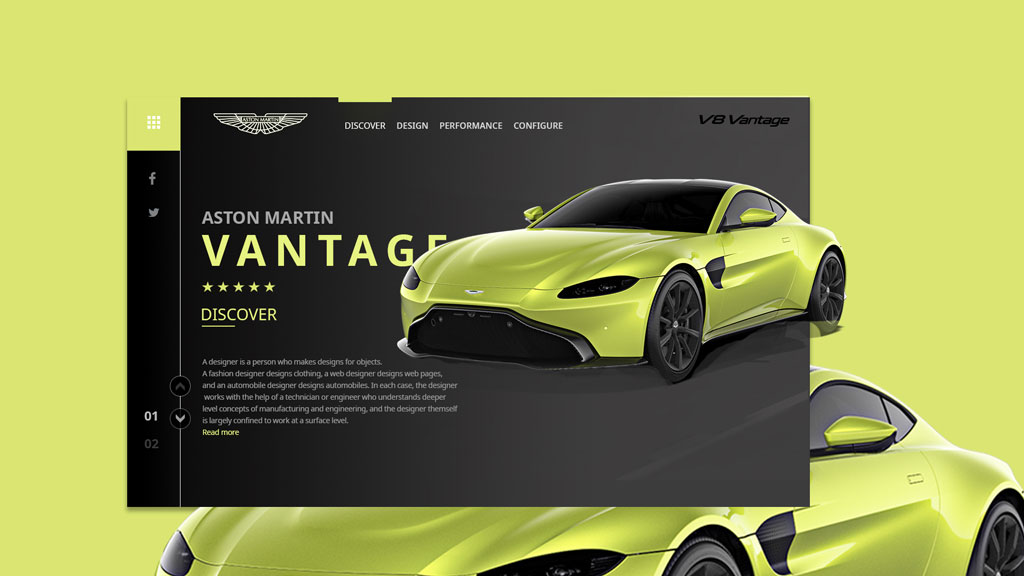 ASTON MARTIN
DISCOVER DESIGN PERFORMANCE CONFIGURE
V8 Vantage
ASTON MARTIN
VANTAGE
★★★★★
DISCOVER
A designer is a person who makes designs for objects.
A fashion designer designs clothing, a web designer designs web pages,
and an automobile designer designs automobiles. In each case, the designer
works with the help of a technician or engineer who understands deeper
level concepts of manufacturing and engineering, and the designer themself
is largely confined to work at a surface level.
Read more
01
02